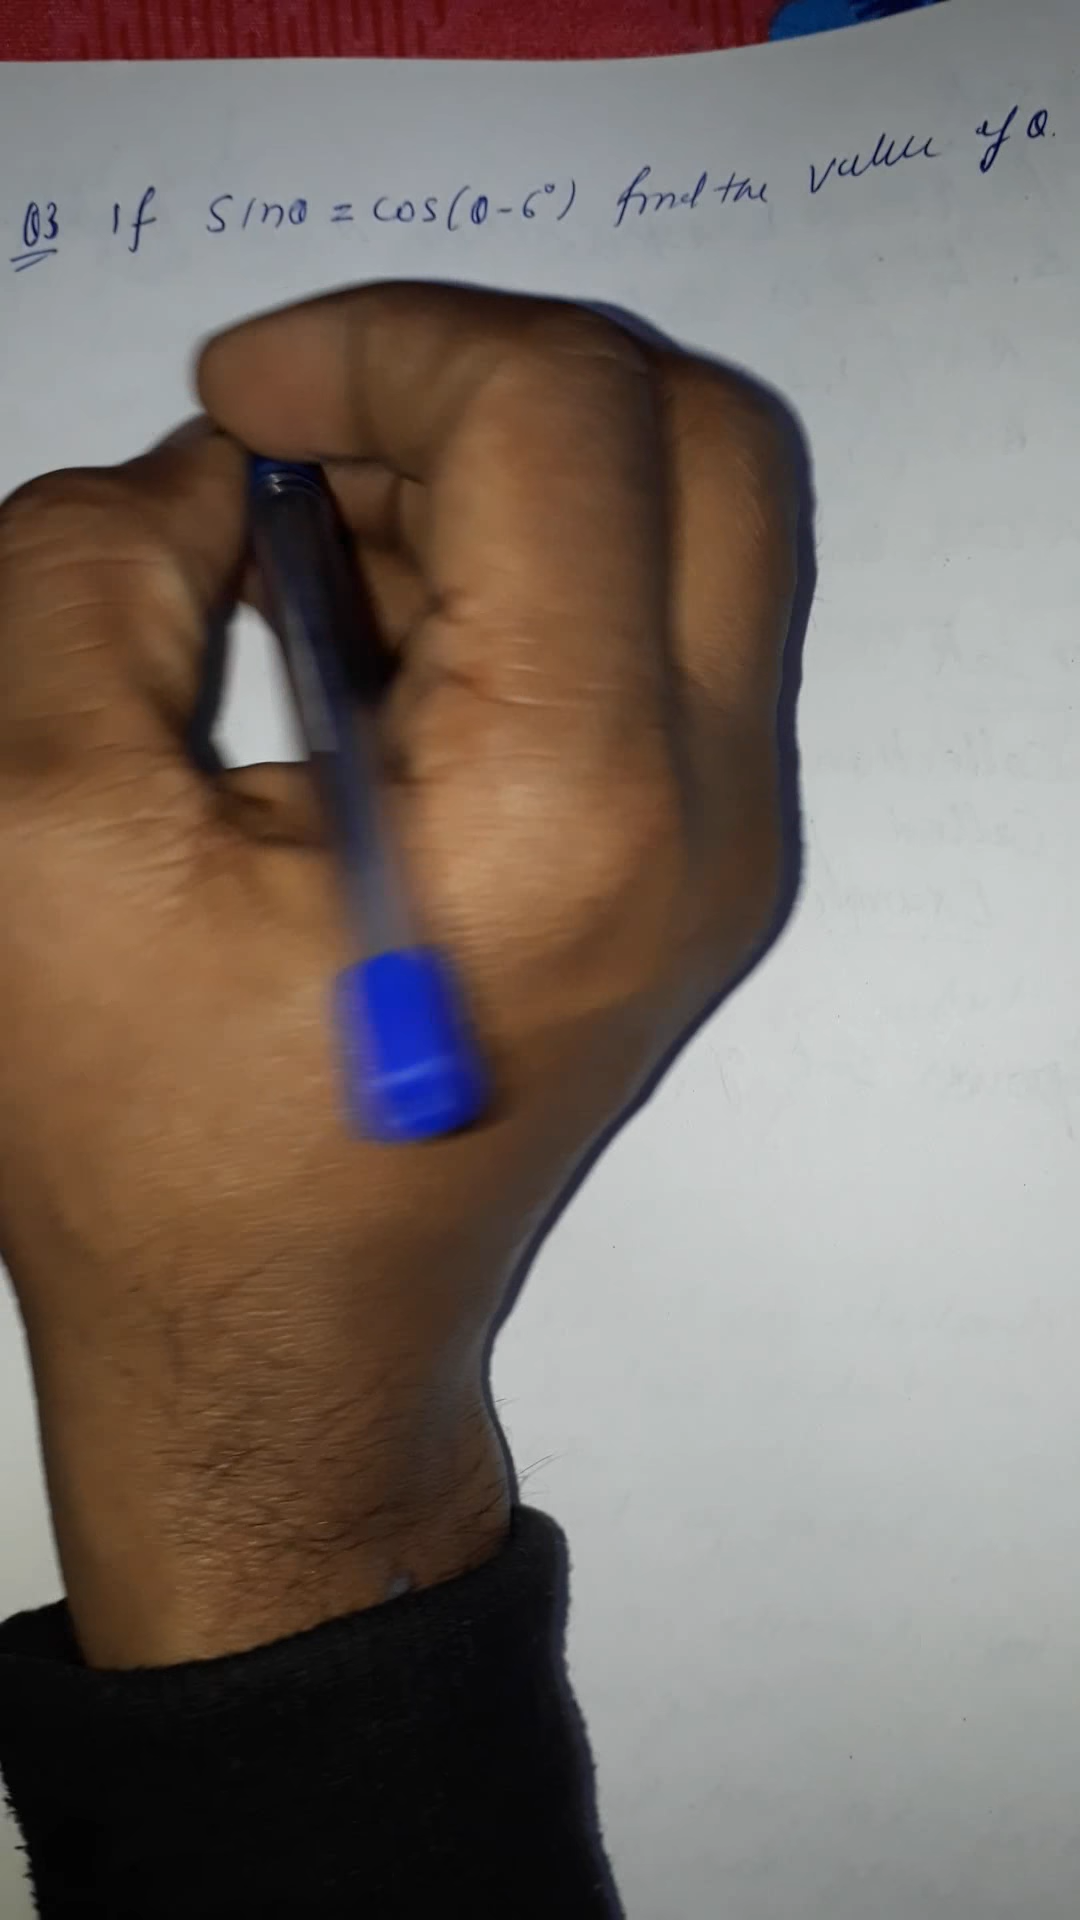 Q3 If sinθ = cos(θ-6°) find the value of θ.